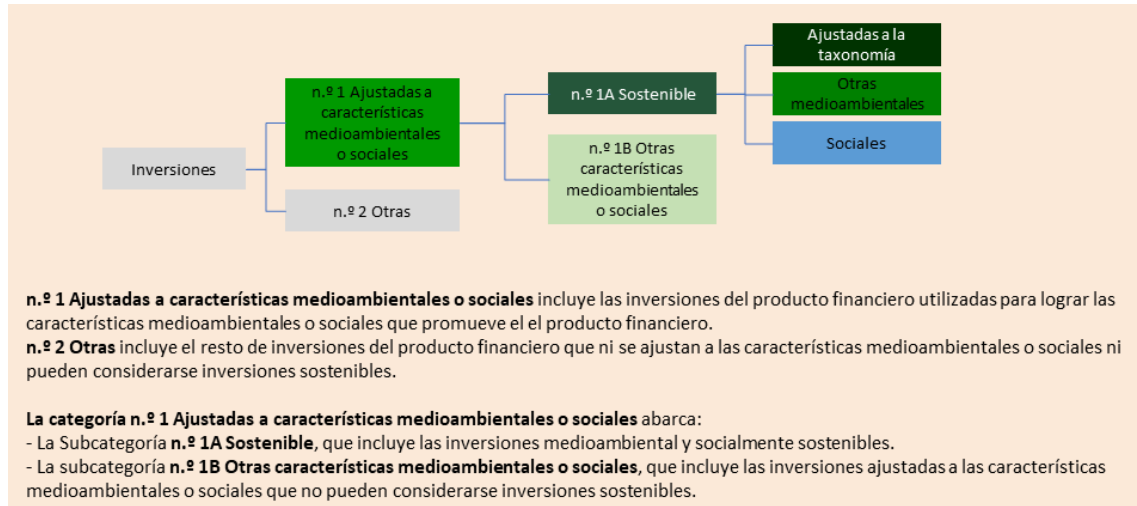 Ajustadas a la
taxonomía
n.º 1 Ajustadas a
características
medioambientales
o sociales
n.º 1A Sostenible
Otras
medioambientales
Sociales
n.º 1B Otras
características
medioambientales
o sociales
Inversiones
n.º 2 Otras
n.º 1 Ajustadas a características medioambientales o sociales incluye las inversiones del producto financiero utilizadas para lograr las
características medioambientales o sociales que promueve el el producto financiero.
n.º 2 Otras incluye el resto de inversiones del producto financiero que ni se ajustan a las características medioambientales o sociales ni
pueden considerarse inversiones sostenibles.
La categoría n.º 1 Ajustadas a características medioambientales o sociales abarca:
- La Subcategoría n.º 1A Sostenible, que incluye las inversiones medioambiental y socialmente sostenibles.
- La subcategoría n.º 1B Otras características medioambientales o sociales, que incluye las inversiones ajustadas a las características
medioambientales o sociales que no pueden considerarse inversiones sostenibles.